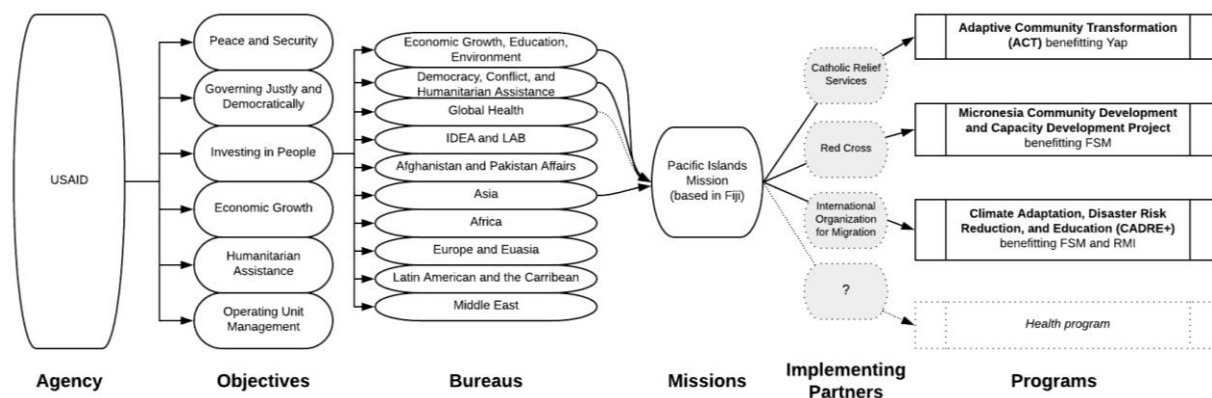 USAID
Peace and Security
Governing Justly and
Democratically
Investing in People
Economic Growth
Humanitarian
Assistance
Operating Unit
Management
Economic Growth, Education,
Environment
Democracy, Conflict, and
Humanitarian Assistance
Global Health
IDEA and LAB
Afghanistan and Pakistan Affairs
Asia
Africa
Europe and Euasia
Latin American and the Carribean
Middle East
Pacific Islands
Mission
(based in Fiji)
Catholic Relief
Services
Red Cross
International
Organization
for Migration
?
Adaptive Community Transformation
(ACT) benefitting Yap
Micronesia Community Development
and Capacity Development Project
benefitting FSM
Climate Adaptation, Disaster Risk
Reduction, and Education (CADRE+)
benefitting FSM and RMI
Health program
Agency
Objectives
Bureaus
Missions
Implementing
Partners
Programs